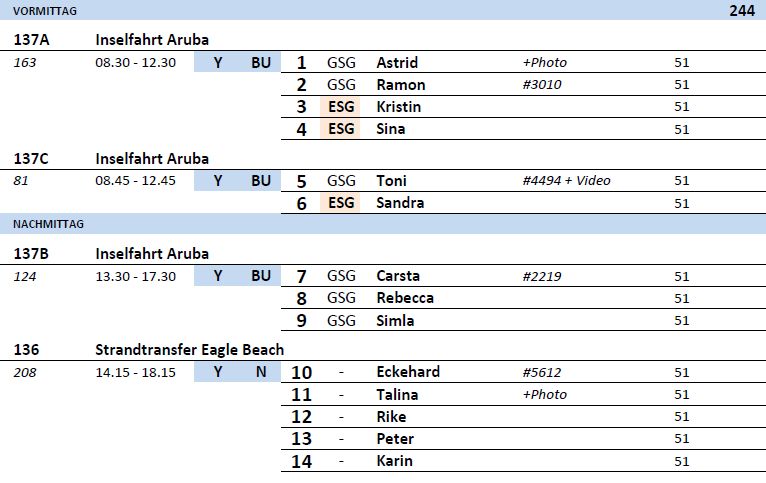 VORMITTAG 244
137A Inselfahrt Aruba
163 08.30 - 12.30 Y BU 1 GSG Astrid +Photo 51
2 GSG Ramon #3010 51
3 ESG Kristin 51
4 ESG Sina 51
137C Inselfahrt Aruba
81 08.45 - 12.45 Y BU 5 GSG Toni #4494 + Video 51
6 ESG Sandra 51
NACHMITTAG
137B Inselfahrt Aruba
124 13.30 - 17.30 Y BU 7 GSG Carsta #2219 51
8 GSG Rebecca 51
9 GSG Simla 51
136 Strandtransfer Eagle Beach
208 14.15 - 18.15 Y N 10 - Eckehard #5612 51
11 - Talina +Photo 51
12 - Rike 51
13 - Peter 51
14 - Karin 51